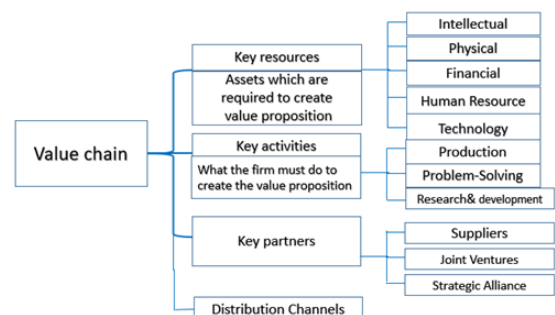 Value chain
Key resources
Assets which are
required to create
value proposition
Intellectual
Physical
Financial
Human Resource
Technology
Key activities
What the firm must do to
create the value proposition
Production
Problem-Solving
Research& development
Key partners
Suppliers
Joint Ventures
Strategic Alliance
Distribution Channels